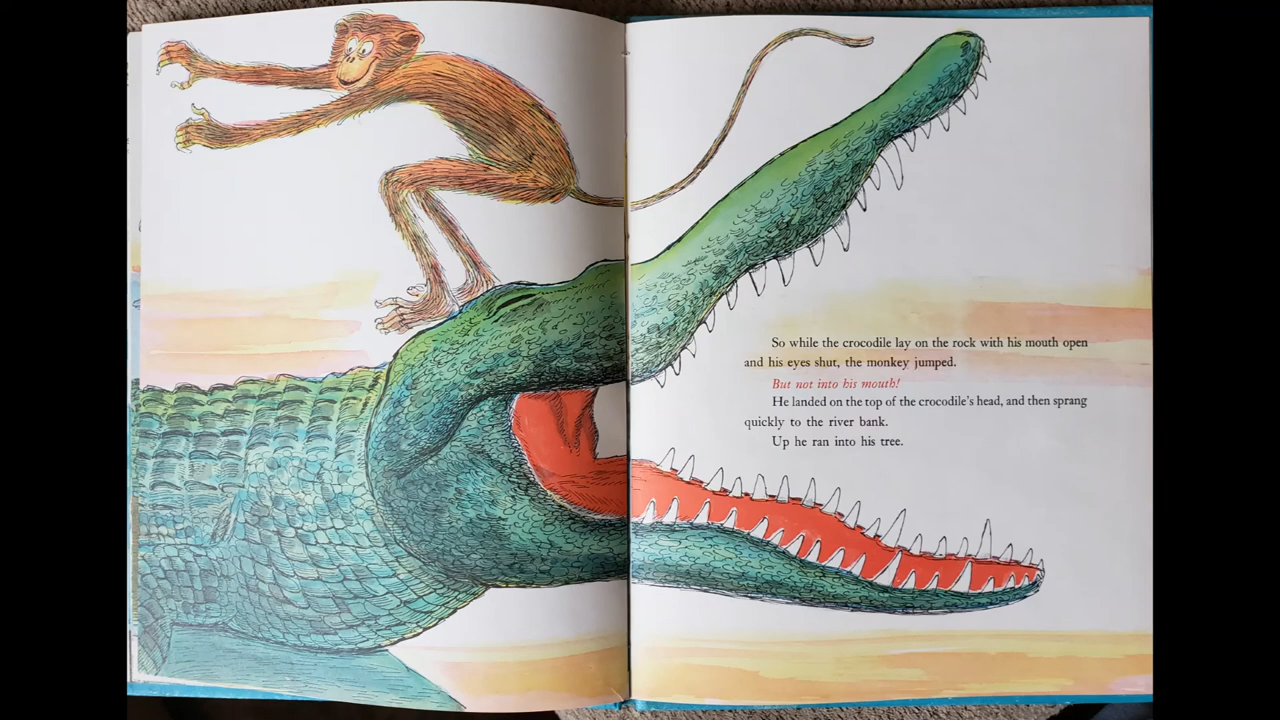 So while the crocodile lay on the rock with his mouth open
and his eyes shut, the monkey jumped.
But not into his mouth!
He landed on the top of the crocodile's head, and then sprang
quickly to the river bank.
Up he ran into his tree.